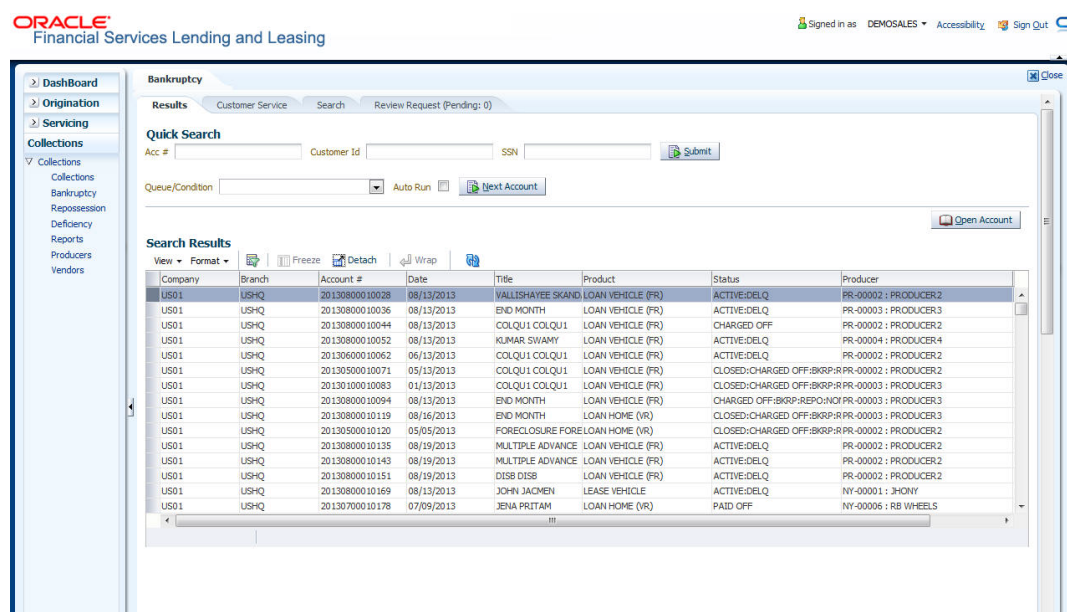 ORACLE
Financial Services Lending and Leasing
Signed in as DEMOSALES Accessibility Sign Out
Close
DashBoard
Origination
Servicing
Collections
Collections
Collections
Bankruptcy
Repossession
Deficiency
Reports
Producers
Vendors
Bankruptcy
Results Customer Service Search Review Request (Pending: 0)
Quick Search
Acc # Customer Id SSN Submit
Queue/Condition Auto Run Next Account
Open Account
Search Results
View Format Freeze Detach Wrap
Company Branch Account # Date Title Product Status Producer
US01 USHQ 20130800010028 08/13/2013 VALLISHAYEE SKAND LOAN VEHICLE (FR) ACTIVE:DELQ PR-00002 : PRODUCER2
US01 USHQ 20130800010036 08/13/2013 END MONTH LOAN VEHICLE (FR) ACTIVE:DELQ PR-00003 : PRODUCER3
US01 USHQ 20130800010044 08/13/2013 COLQU1 COLQU1 LOAN VEHICLE (FR) CHARGED OFF PR-00002 : PRODUCER2
US01 USHQ 20130800010052 08/13/2013 KUMAR SWAMY LOAN VEHICLE (FR) ACTIVE:DELQ PR-00004 : PRODUCER4
US01 USHQ 20130600010062 06/13/2013 COLQU1 COLQU1 LOAN VEHICLE (FR) ACTIVE:DELQ PR-00002 : PRODUCER2
US01 USHQ 20130500010071 05/13/2013 COLQU1 COLQU1 LOAN VEHICLE (FR) CLOSED:CHARGED OFF:BKRP:R PR-00002 : PRODUCER2
US01 USHQ 20130100010083 01/13/2013 COLQU1 COLQU1 LOAN VEHICLE (FR) CLOSED:CHARGED OFF:BKRP:R PR-00003 : PRODUCER3
US01 USHQ 20130800010094 08/13/2013 END MONTH LOAN VEHICLE (FR) CHARGED OFF:BKRP:REPO:NON PR-00003 : PRODUCER3
US01 USHQ 20130800010119 08/16/2013 END MONTH LOAN HOME (VR) CLOSED:CHARGED OFF:BKRP:R PR-00003 : PRODUCER3
US01 USHQ 20130500010120 05/05/2013 FORECLOSURE FORE LOAN HOME (VR) CLOSED:CHARGED OFF:BKRP:R PR-00002 : PRODUCER2
US01 USHQ 20130800010135 08/19/2013 MULTIPLE ADVANCE LOAN VEHICLE (FR) ACTIVE:DELQ PR-00002 : PRODUCER2
US01 USHQ 20130800010143 08/19/2013 MULTIPLE ADVANCE LOAN VEHICLE (FR) ACTIVE:DELQ PR-00002 : PRODUCER2
US01 USHQ 20130800010151 08/19/2013 DISB DISB LOAN VEHICLE (FR) ACTIVE:DELQ PR-00002 : PRODUCER2
US01 USHQ 20130800010169 08/13/2013 JOHN JACMEN LEASE VEHICLE ACTIVE:DELQ NY-00001 : JHONY
US01 USHQ 20130700010178 07/09/2013 JENA PRITAM LOAN HOME (VR) PAID OFF NY-00006 : RB WHEELS